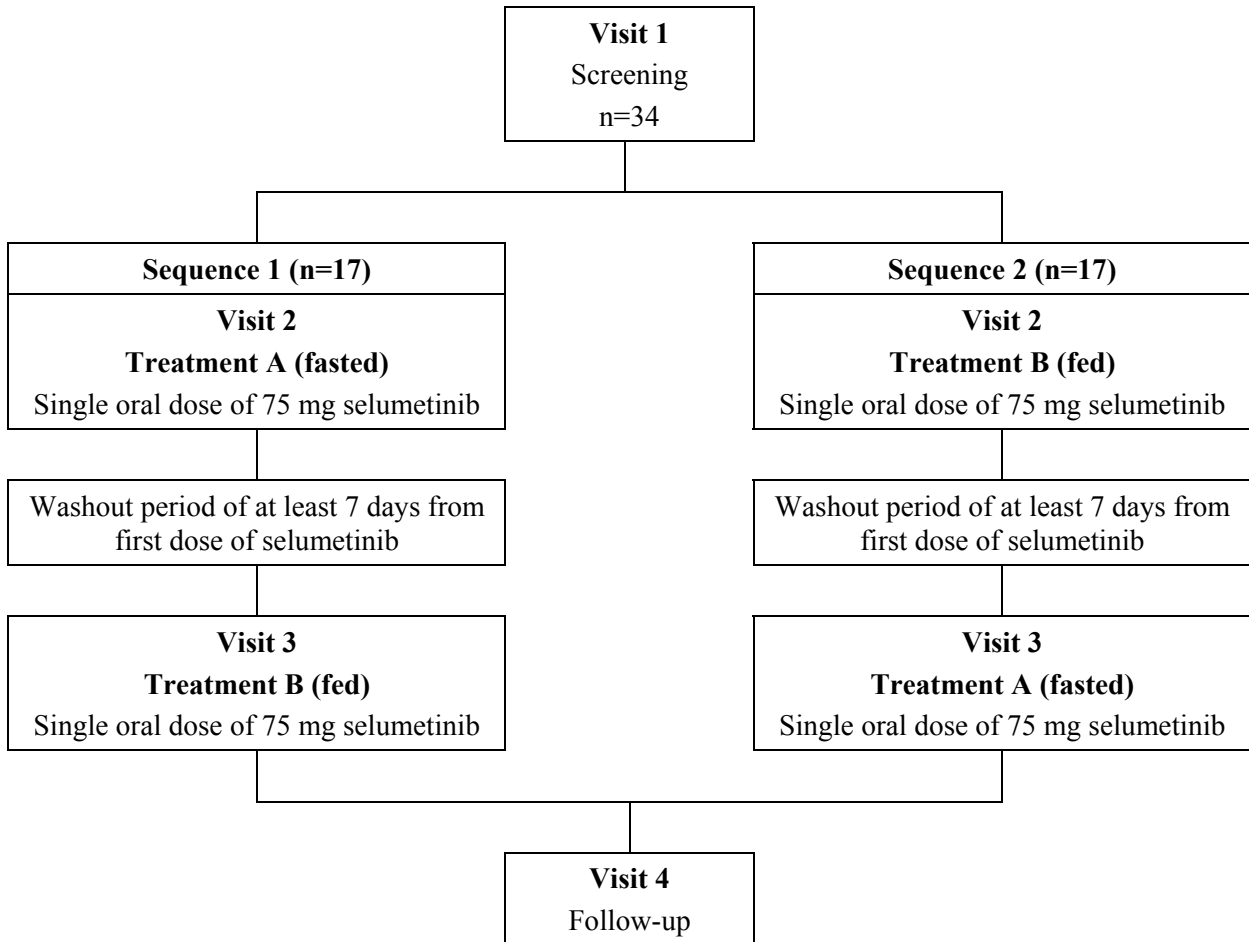 Visit 1
Screening
n=34
Sequence 1 (n=17)
Visit 2
Treatment A (fasted)
Single oral dose of 75 mg selumetinib
Washout period of at least 7 days from
first dose of selumetinib
Visit 3
Treatment B (fed)
Single oral dose of 75 mg selumetinib
Sequence 2 (n=17)
Visit 2
Treatment B (fed)
Single oral dose of 75 mg selumetinib
Washout period of at least 7 days from
first dose of selumetinib
Visit 3
Treatment A (fasted)
Single oral dose of 75 mg selumetinib
Visit 4
Follow-up